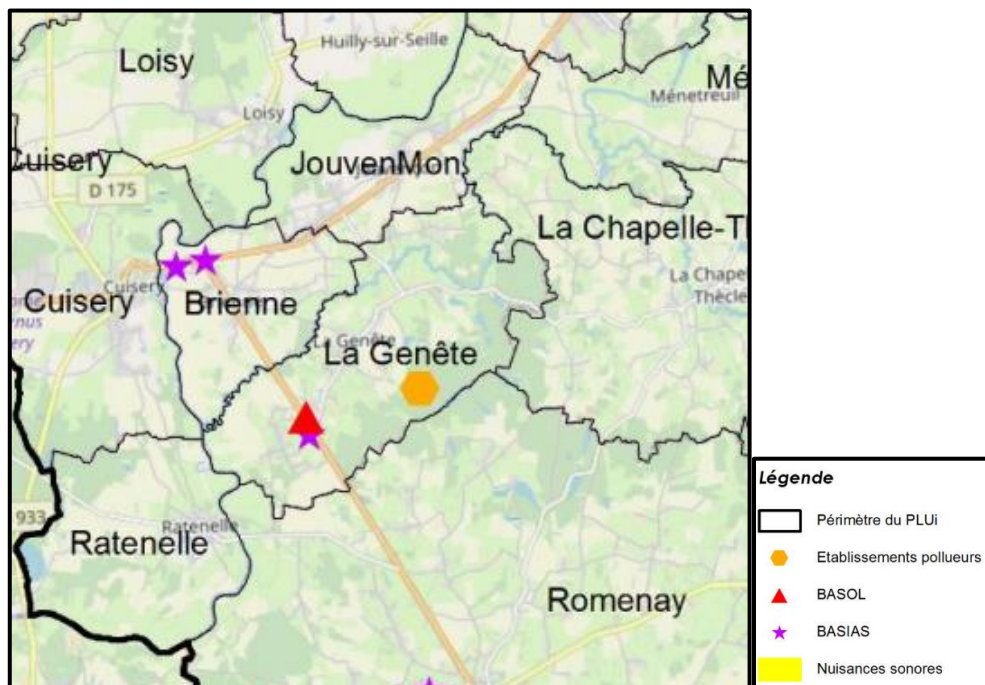 Huilly-sur-Seille
Loisy
Mé
Ménetreuil
Loisy
Cuisery
JouvenMon
D 175
La Chapelle-T
La Chape
Thècle
Cuisery
Cuisery
Brienne
La Genête
La Genête
933
Ratenelle
Ratenelle
Romenay
Légende
Périmètre du PLUi
Etablissements pollueurs
BASOL
BASIAS
Nuisances sonores